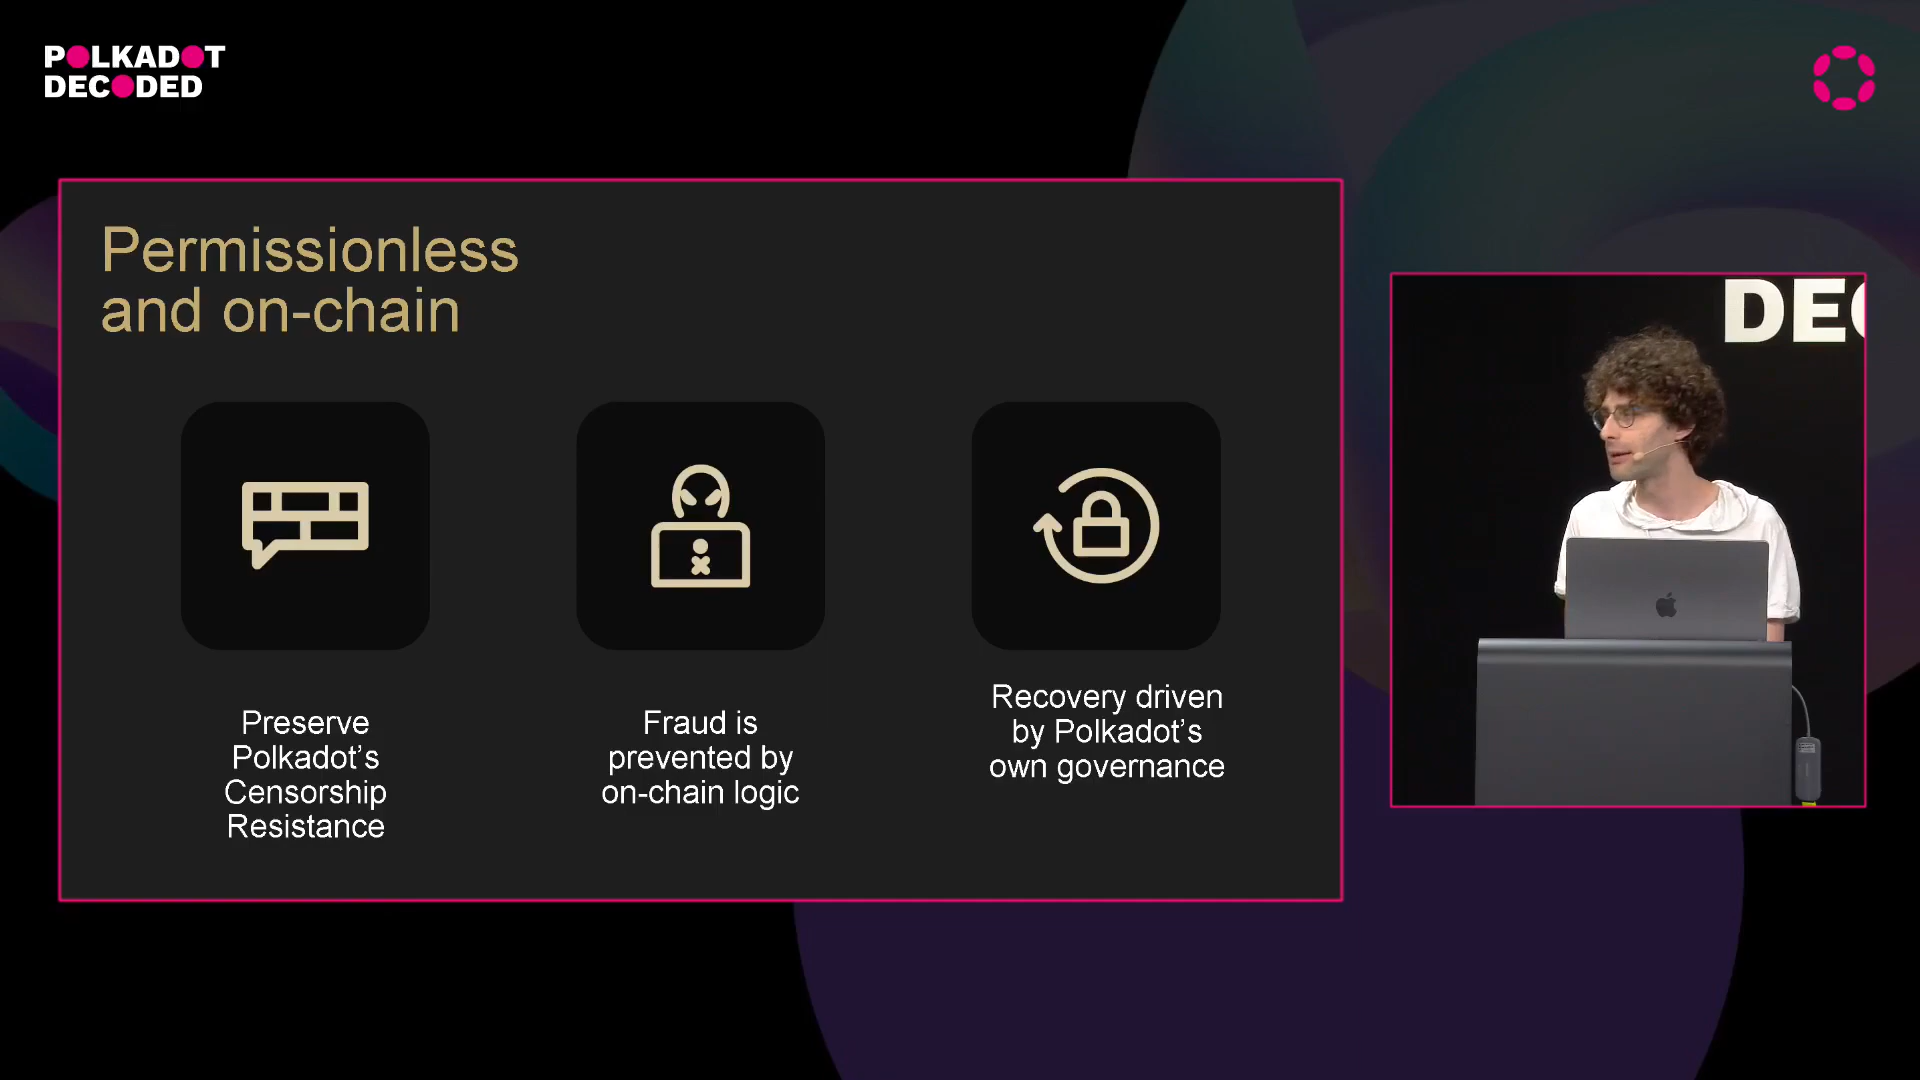 POLKADOT
DECODED
Permissionless
and on-chain
Preserve
Polkadot’s
Censorship
Resistance
Fraud is
prevented by
on-chain logic
Recovery driven
by Polkadot’s
own governance
DEC